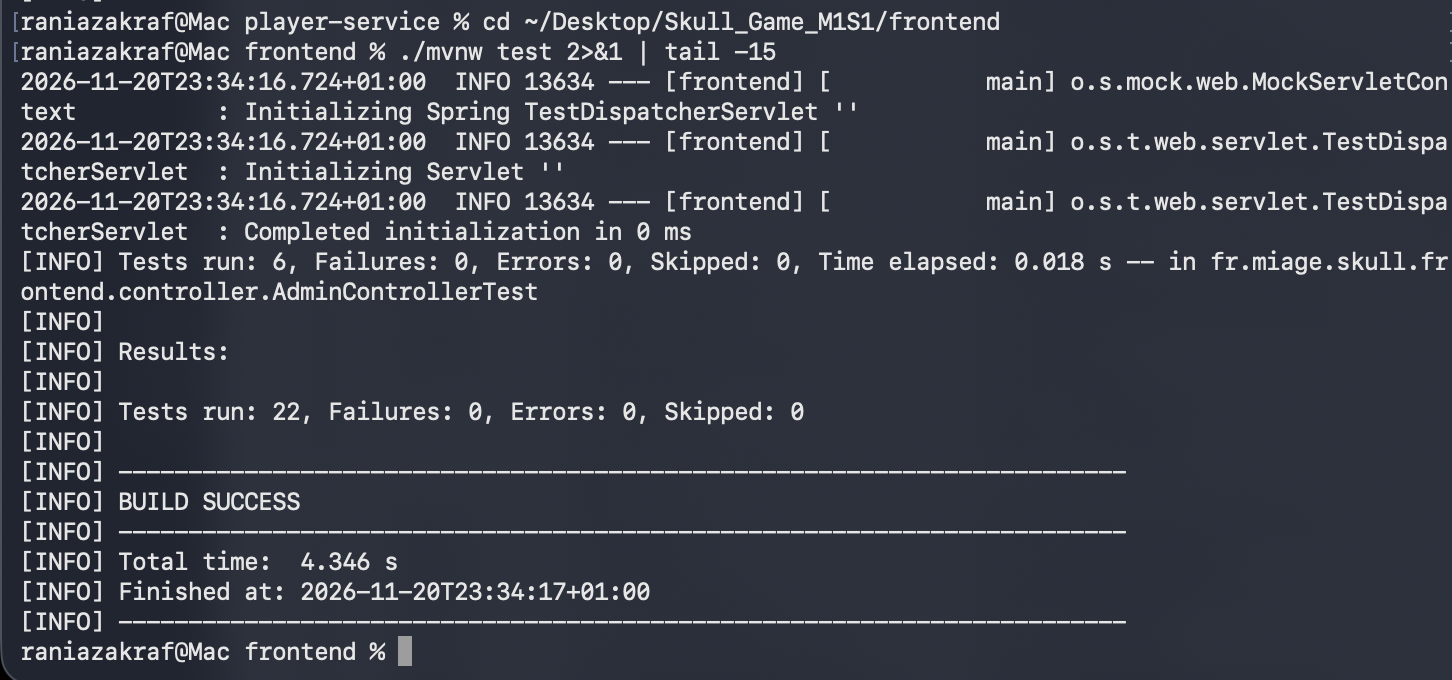 [raniazakraf@Mac player-service % cd ~/Desktop/Skull_Game_M1S1/frontend
[raniazakraf@Mac frontend % ./mvnw test 2>&1 | tail -15
2026-11-20T23:34:16.724+01:00  INFO 13634 --- [frontend] [           main] o.s.mock.web.MockServletCon
text          : Initializing Spring TestDispatcherServlet ''
2026-11-20T23:34:16.724+01:00  INFO 13634 --- [frontend] [           main] o.s.t.web.servlet.TestDispa
tcherServlet  : Initializing Servlet ''
2026-11-20T23:34:16.724+01:00  INFO 13634 --- [frontend] [           main] o.s.t.web.servlet.TestDispa
tcherServlet  : Completed initialization in 0 ms
[INFO] Tests run: 6, Failures: 0, Errors: 0, Skipped: 0, Time elapsed: 0.018 s -- in fr.miage.skull.fr
ontend.controller.AdminControllerTest
[INFO]
[INFO] Results:
[INFO]
[INFO] Tests run: 22, Failures: 0, Errors: 0, Skipped: 0
[INFO]
[INFO] ------------------------------------------------------------------------
[INFO] BUILD SUCCESS
[INFO] ------------------------------------------------------------------------
[INFO] Total time:  4.346 s
[INFO] Finished at: 2026-11-20T23:34:17+01:00
[INFO] ------------------------------------------------------------------------
raniazakraf@Mac frontend %